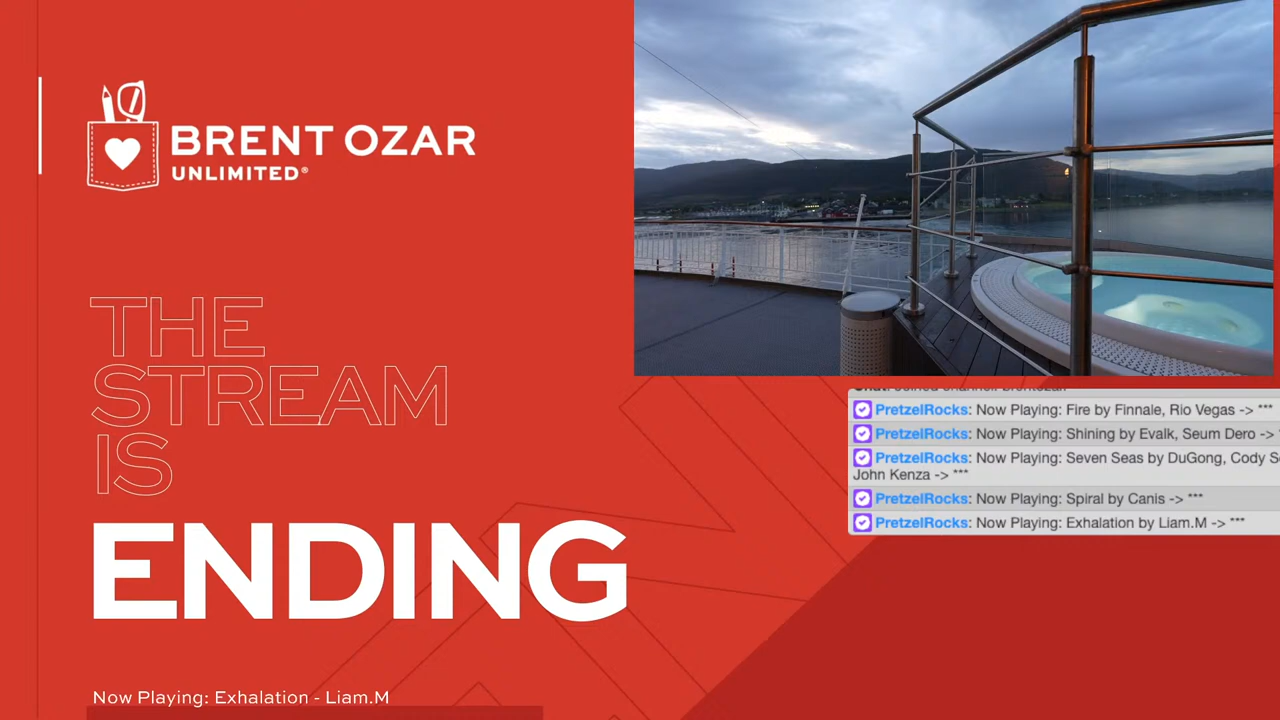 BRENT OZAR
UNLIMITED®
THE
STREAM
IS
ENDING
Now Playing: Exhalation - Liam.M
PretzelRocks: Now Playing: Fire by Finnale, Rio Vegas -> ***
PretzelRocks: Now Playing: Shining by Evalk, Seum Dero ->
PretzelRocks: Now Playing: Seven Seas by DuGong, Cody
John Kenza -> ***
PretzelRocks: Now Playing: Spiral by Canis -> ***
PretzelRocks: Now Playing: Exhalation by Liam.M -> ***